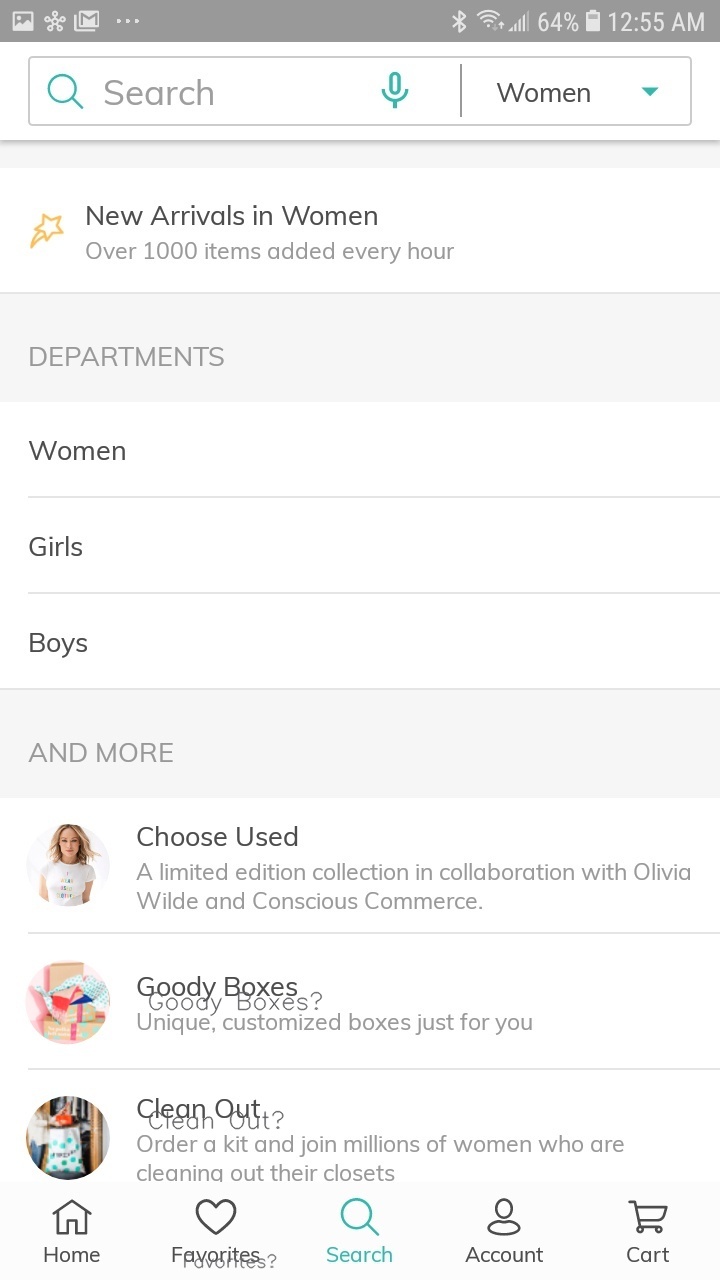 64% 12:55 AM
Search
Women
New Arrivals in Women
Over 1000 items added every hour
DEPARTMENTS
Women
Girls
Boys
AND MORE
Choose Used
A limited edition collection in collaboration with Olivia
Wilde and Conscious Commerce.
Goody Boxes
Goody Boxes?
Unique, customized boxes just for you
Clean Out
Clean Out?
Order a kit and join millions of women who are
cleaning out their closets
Home Favorites Search Account Cart
Favorites?